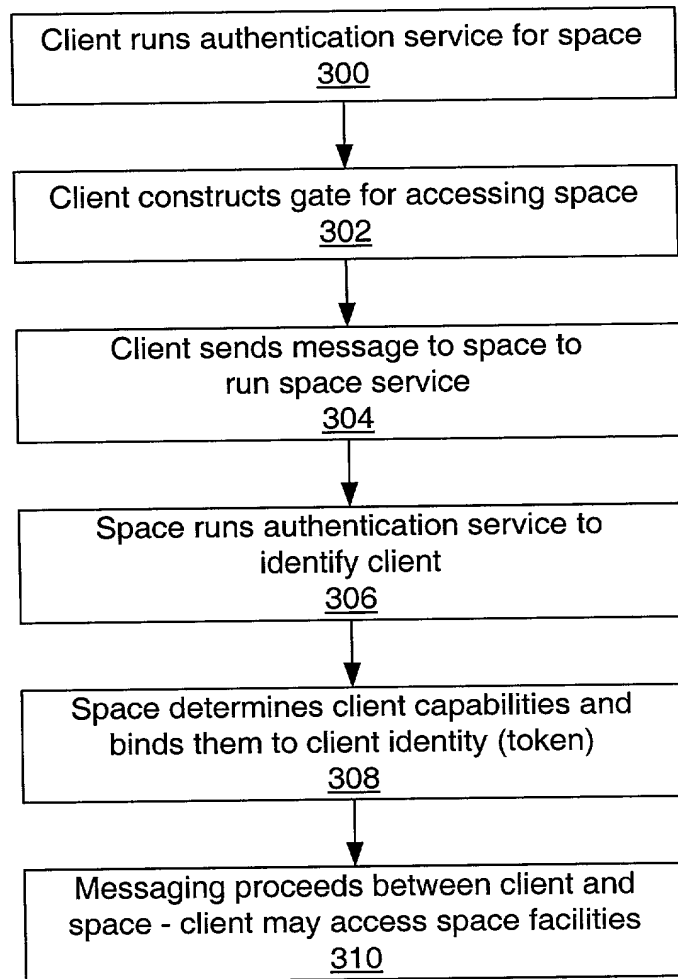 Client runs authentication service for space
300
Client constructs gate for accessing space
302
Client sends message to space to
run space service
304
Space runs authentication service to
identify client
306
Space determines client capabilities and
binds them to client identity (token)
308
Messaging proceeds between client and
space - client may access space facilities
310